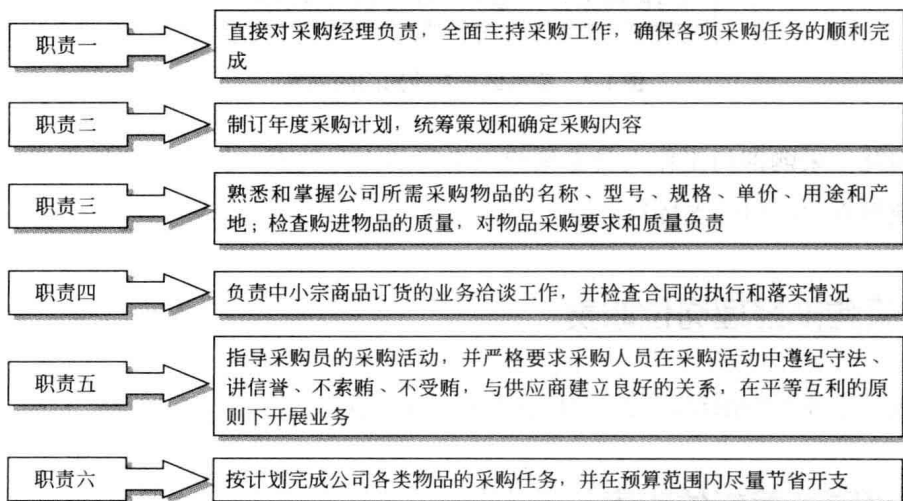 职责一
直接对采购经理负责，全面主持采购工作，确保各项采购任务的顺利完
成
职责二
制订年度采购计划，统筹策划和确定采购内容
职责三
熟悉和掌握公司所需采购物品的名称、型号、规格、单价、用途和产
地；检查购进物品的质量，对物品采购要求和质量负责
职责四
负责中小宗商品订货的业务洽谈工作，并检查合同的执行和落实情况
职责五
指导采购员的采购活动，并严格要求采购人员在采购活动中遵纪守法、
讲信誉、不索贿、不受贿，与供应商建立良好的关系，在平等互利的原
则下开展业务
职责六
按计划完成公司各类物品的采购任务，并在预算范围内尽量节省开支